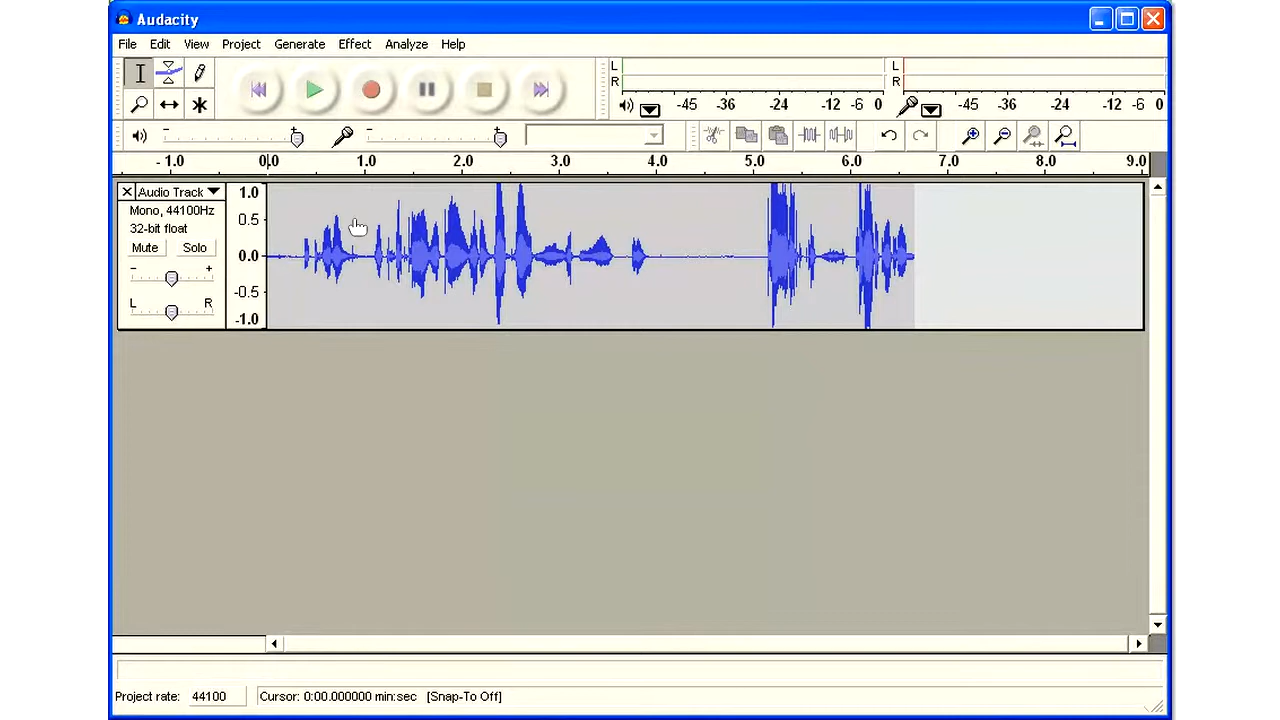 Audacity
File Edit View Project Generate Effect Analyze Help
L
R
-45 -36 -24 -12 -6 0
L
R
-45 -36 -24 -12 -6 0
- +
- +
- 1.0 0.0 1.0 2.0 3.0 4.0 5.0 6.0 7.0 8.0 9.0
Audio Track
Mono, 44100Hz
32-bit float
Mute Solo
- +
L R
1.0
0.5
0.0
-0.5
-1.0
Project rate: 44100 Cursor: 0:00.000000 min:sec [Snap-To Off]